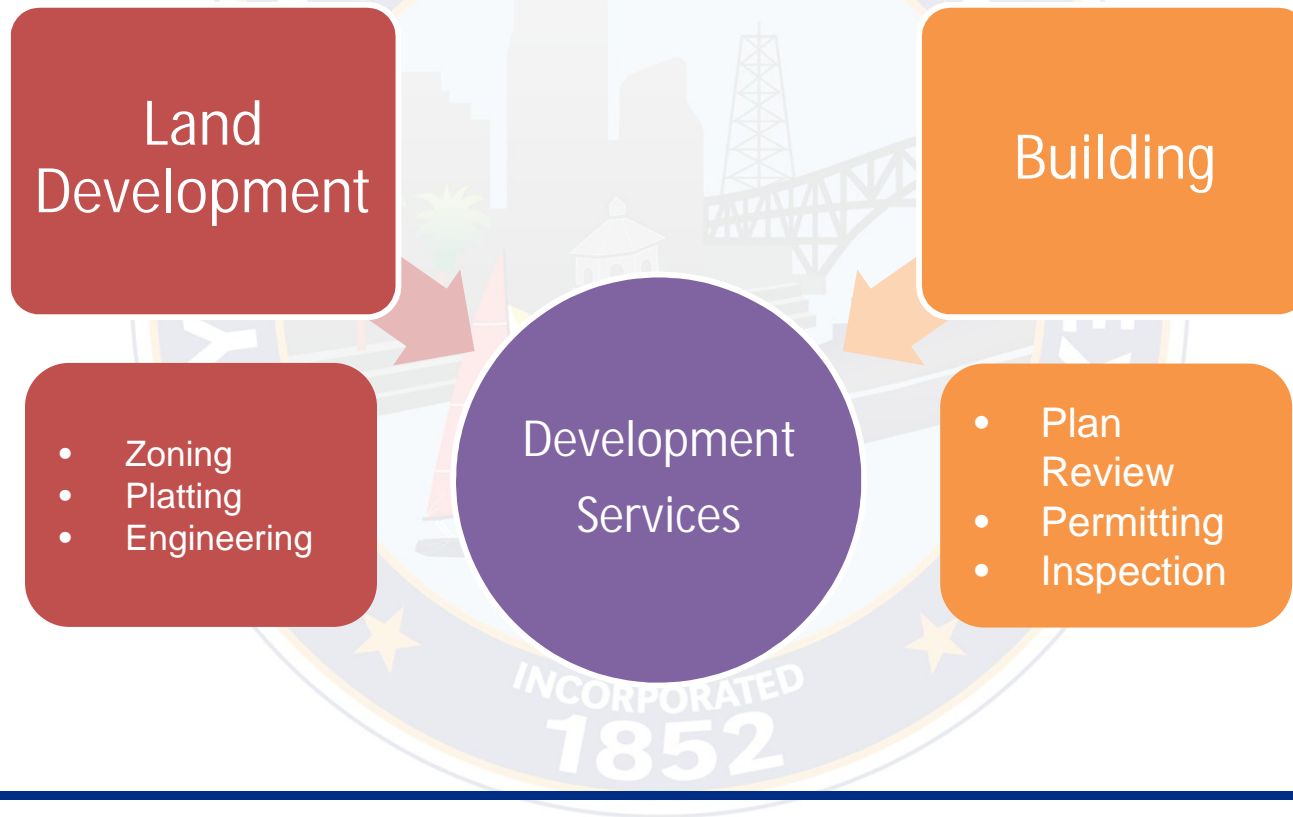 Land
Development
Building
• Zoning
• Platting
• Engineering
Development
Services
• Plan
Review
• Permitting
• Inspection
INCORPORATED
1852